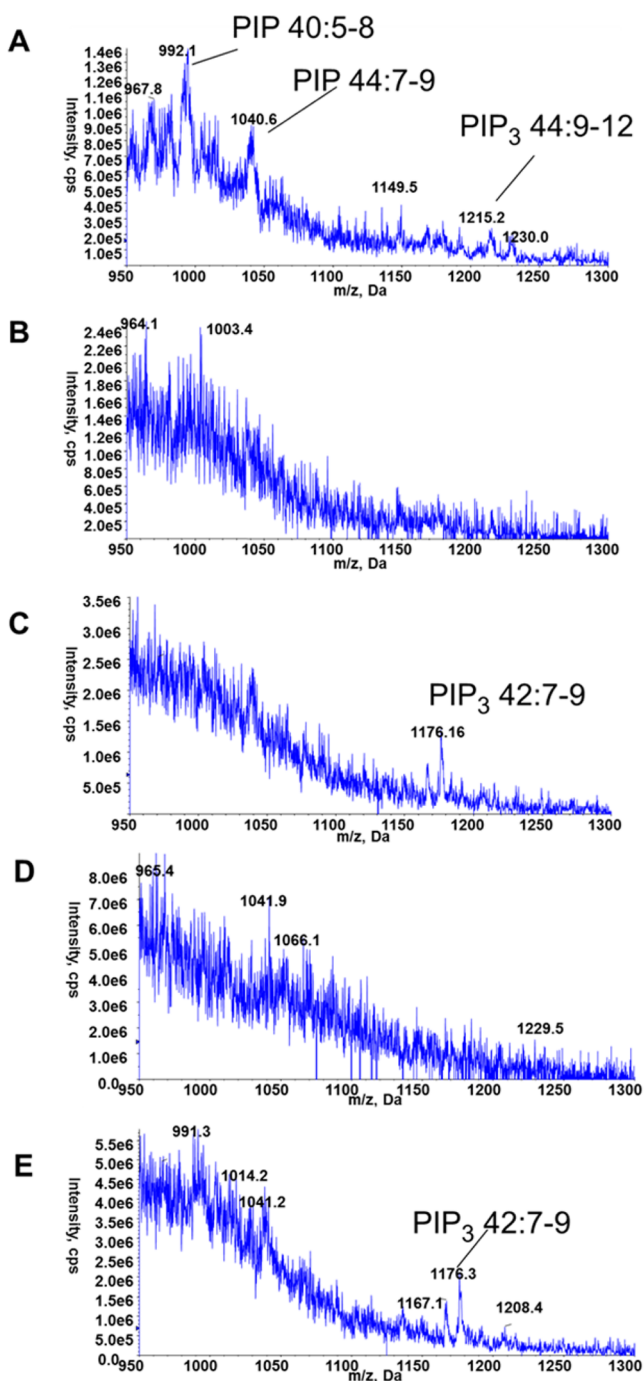 A
PIP 40:5-8
PIP 44:7-9
PIP₃ 44:9-12
Intensity, cps
1.4e6
1.3e6
1.2e6
1.1e6
1.0e6
9.0e5
8.0e5
7.0e5
6.0e5
5.0e5
4.0e5
3.0e5
2.0e5
1.0e5
967.8
992.1
1040.6
1149.5
1215.2
1230.0
950 1000 1050 1100 1150 1200 1250 1300
m/z, Da
B
Intensity, cps
2.4e6
2.2e6
2.0e6
1.8e6
1.6e6
1.4e6
1.2e6
1.0e6
8.0e5
6.0e5
4.0e5
2.0e5
964.1
1003.4
950 1000 1050 1100 1150 1200 1250 1300
m/z, Da
C
PIP₃ 42:7-9
Intensity, cps
3.5e6
3.0e6
2.5e6
2.0e6
1.5e6
1.0e6
5.0e5
1176.16
950 1000 1050 1100 1150 1200 1250 1300
m/z, Da
D
Intensity, cps
8.0e6
7.0e6
6.0e6
5.0e6
4.0e6
3.0e6
2.0e6
1.0e6
0.0
965.4
1041.9
1066.1
1229.5
950 1000 1050 1100 1150 1200 1250 1300
m/z, Da
E
PIP₃ 42:7-9
Intensity, cps
5.5e6
5.0e6
4.5e6
4.0e6
3.5e6
3.0e6
2.5e6
2.0e6
1.5e6
1.0e6
5.0e5
0.0
991.3
1014.2
1041.2
1167.1
1176.3
1208.4
950 1000 1050 1100 1150 1200 1250 1300
m/z, Da